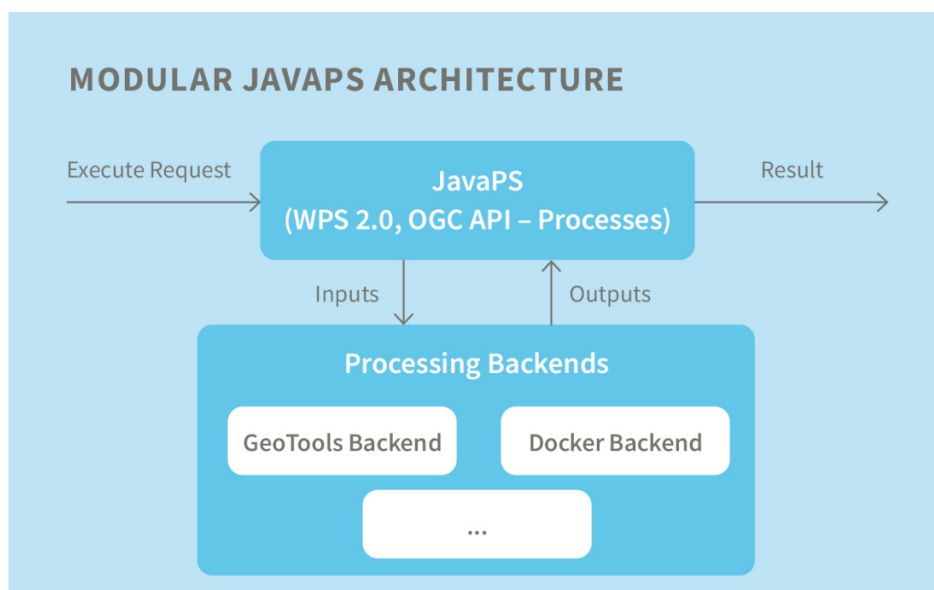 MODULAR JAVAPS ARCHITECTURE
Execute Request
JavaPS
(WPS 2.0, OGC API – Processes)
Result
Inputs
Outputs
Processing Backends
GeoTools Backend
Docker Backend
...